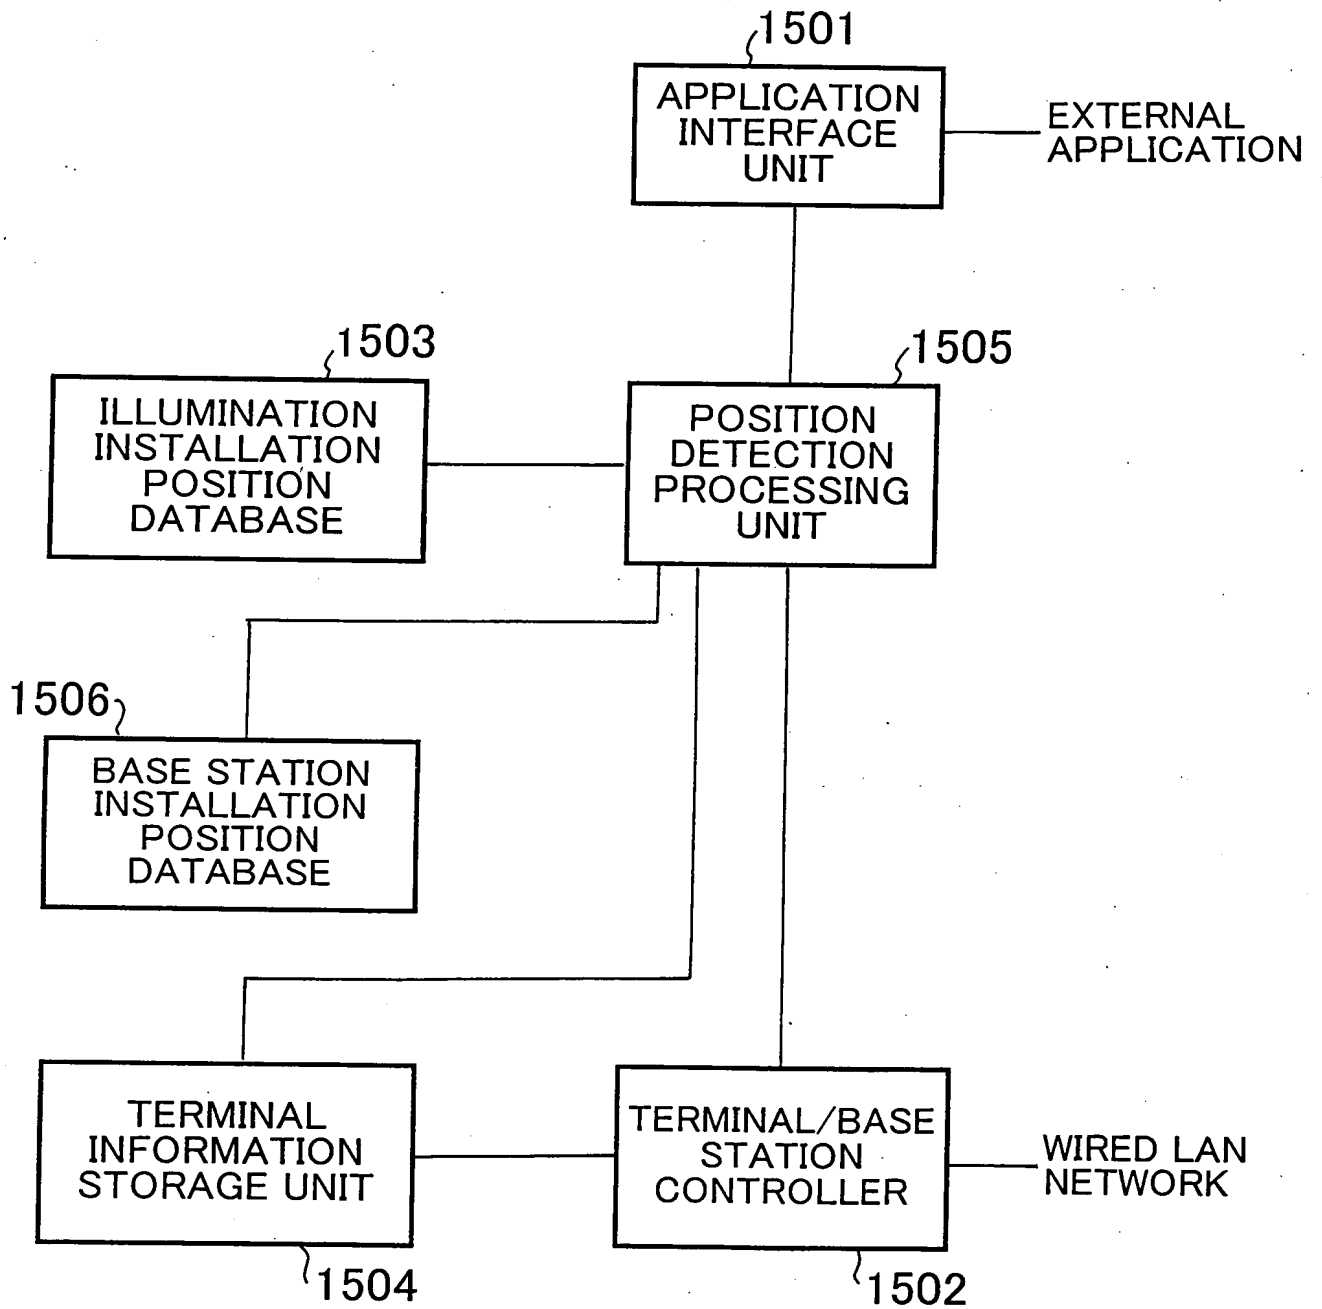 1501
APPLICATION
INTERFACE
UNIT
EXTERNAL
APPLICATION
1503
ILLUMINATION
INSTALLATION
POSITION
DATABASE
1505
POSITION
DETECTION
PROCESSING
UNIT
1506
BASE STATION
INSTALLATION
POSITION
DATABASE
TERMINAL
INFORMATION
STORAGE UNIT
1504
TERMINAL/BASE
STATION
CONTROLLER
1502
WIRED LAN
NETWORK